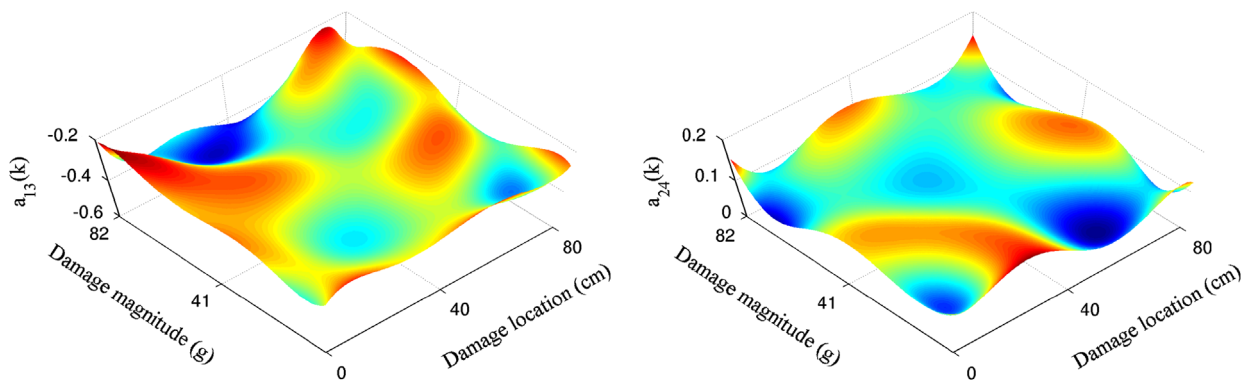 a13(k)
-0.2
-0.4
-0.6
82
41
0
40
80
Damage magnitude (g)
Damage location (cm)
a24(k)
0.2
0.1
0
82
41
0
40
80
Damage magnitude (g)
Damage location (cm)